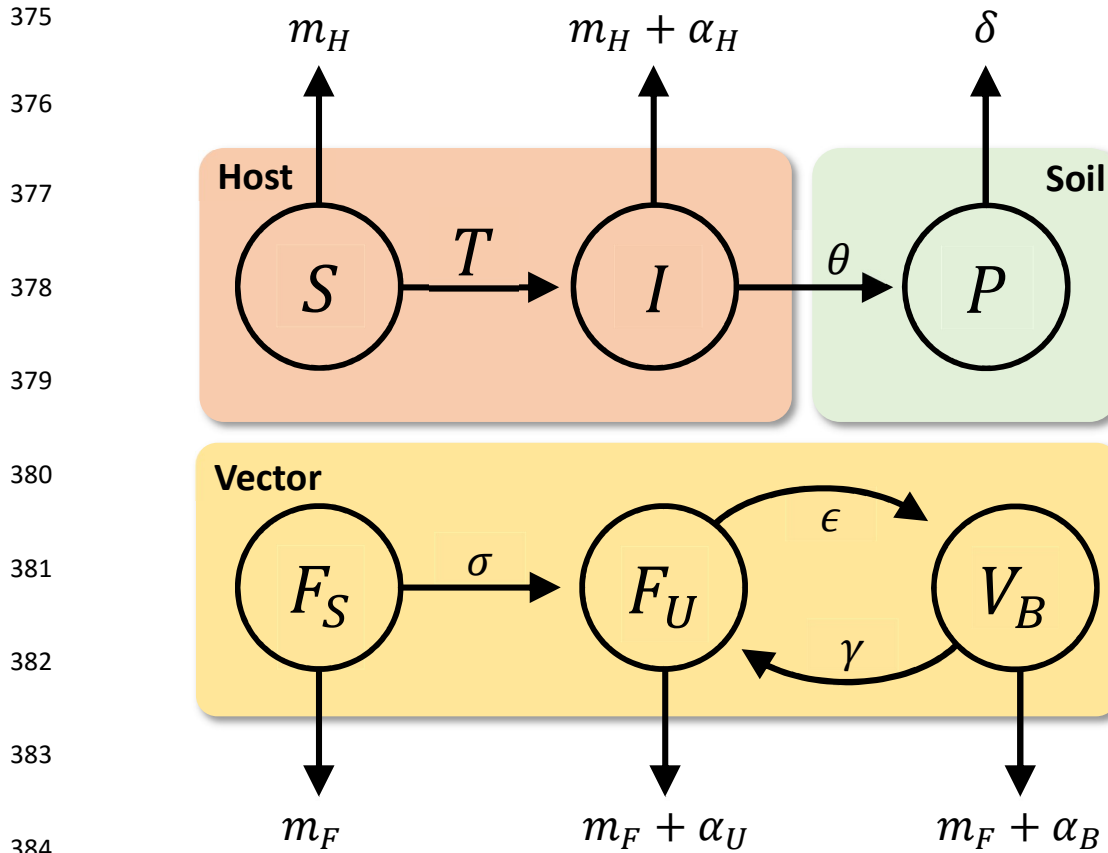 375
m_H m_H + α_H δ
376
377
Host Soil
T θ
378
S I P
379
380
Vector
ϵ
381
σ
F_S F_U V_B
382
γ
383
m_F m_F + α_U m_F + α_B
384